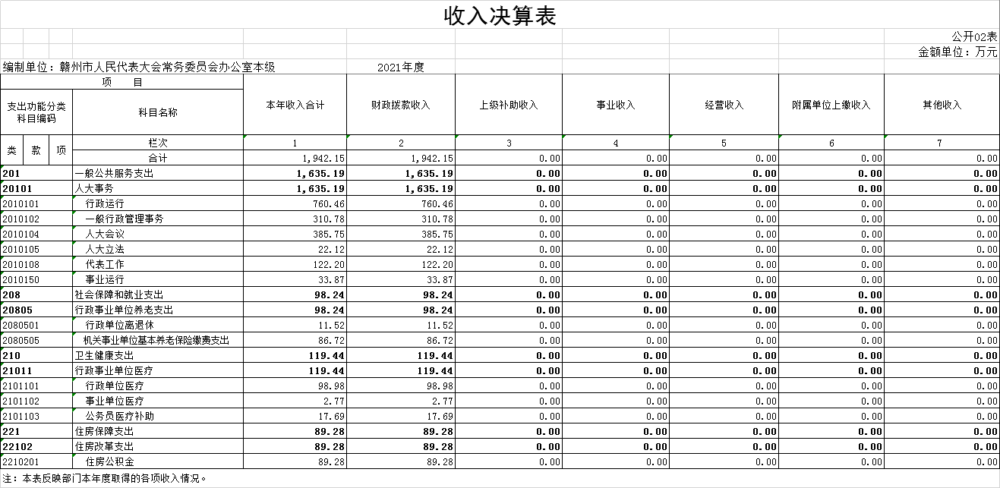 收入决算表
公开02表
金额单位：万元
编制单位：赣州市人民代表大会常务委员会办公室本级 2021年度
项 目 本年收入合计 财政拨款收入 上级补助收入 事业收入 经营收入 附属单位上缴收入 其他收入
支出功能分类
科目编码 科目名称
类 款 项 栏次 1 2 3 4 5 6 7
合计 1,942.15 1,942.15 0.00 0.00 0.00 0.00 0.00
201 一般公共服务支出 1,635.19 1,635.19 0.00 0.00 0.00 0.00 0.00
20101 人大事务 1,635.19 1,635.19 0.00 0.00 0.00 0.00 0.00
2010101 行政运行 760.46 760.46 0.00 0.00 0.00 0.00 0.00
2010102 一般行政管理事务 310.78 310.78 0.00 0.00 0.00 0.00 0.00
2010104 人大会议 385.75 385.75 0.00 0.00 0.00 0.00 0.00
2010105 人大立法 22.12 22.12 0.00 0.00 0.00 0.00 0.00
2010108 代表工作 122.20 122.20 0.00 0.00 0.00 0.00 0.00
2010150 事业运行 33.87 33.87 0.00 0.00 0.00 0.00 0.00
208 社会保障和就业支出 98.24 98.24 0.00 0.00 0.00 0.00 0.00
20805 行政事业单位养老支出 98.24 98.24 0.00 0.00 0.00 0.00 0.00
2080501 行政单位离退休 11.52 11.52 0.00 0.00 0.00 0.00 0.00
2080505 机关事业单位基本养老保险缴费支出 86.72 86.72 0.00 0.00 0.00 0.00 0.00
210 卫生健康支出 119.44 119.44 0.00 0.00 0.00 0.00 0.00
21011 行政事业单位医疗 119.44 119.44 0.00 0.00 0.00 0.00 0.00
2101101 行政单位医疗 98.98 98.98 0.00 0.00 0.00 0.00 0.00
2101102 事业单位医疗 2.77 2.77 0.00 0.00 0.00 0.00 0.00
2101103 公务员医疗补助 17.69 17.69 0.00 0.00 0.00 0.00 0.00
221 住房保障支出 89.28 89.28 0.00 0.00 0.00 0.00 0.00
22102 住房改革支出 89.28 89.28 0.00 0.00 0.00 0.00 0.00
2210201 住房公积金 89.28 89.28 0.00 0.00 0.00 0.00 0.00
注：本表反映部门本年度取得的各项收入情况。